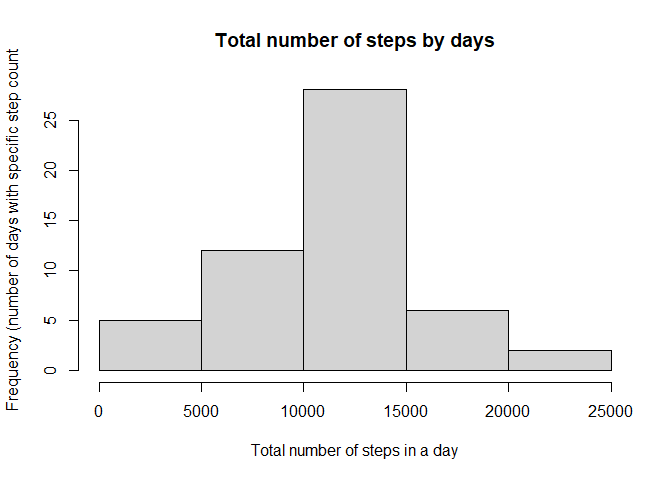 Total number of steps by days
Frequency (number of days with specific step count
25
20
15
10
5
0
0 5000 10000 15000 20000 25000
Total number of steps in a day